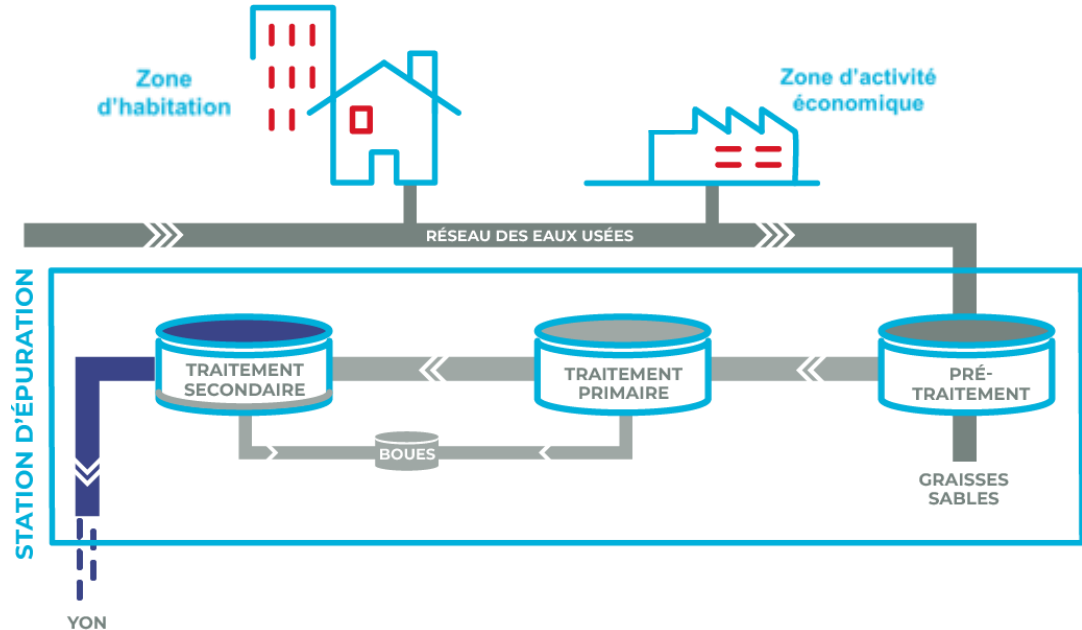 Zone
d'habitation
Zone d'activité
économique
RÉSEAU DES EAUX USÉES
STATION D'ÉPURATION
TRAITEMENT
SECONDAIRE
TRAITEMENT
PRIMAIRE
PRÉ-
TRAITEMENT
BOUES
GRAISSES
SABLES
YON